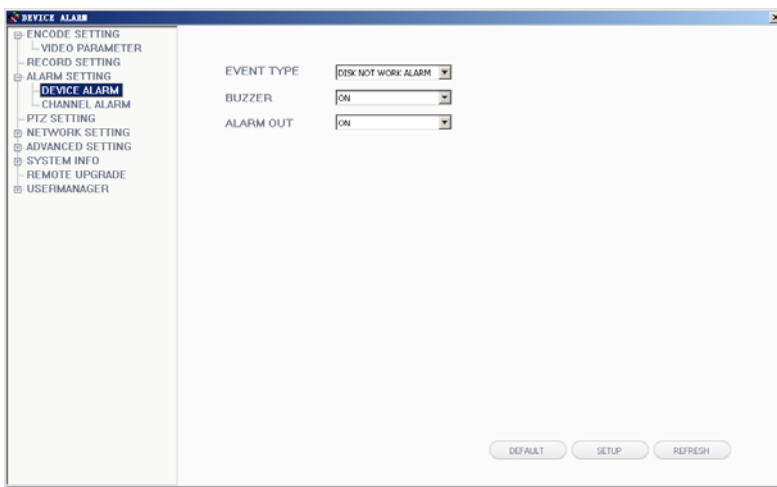 DEVICE ALARM
ENCODE SETTING
VIDEO PARAMETER
RECORD SETTING
ALARM SETTING
DEVICE ALARM
CHANNEL ALARM
PTZ SETTING
NETWORK SETTING
ADVANCED SETTING
SYSTEM INFO
REMOTE UPGRADE
USERMANAGER
EVENT TYPE DISK NOT WORK ALARM
BUZZER ON
ALARM OUT ON
DEFAULT SETUP REFRESH